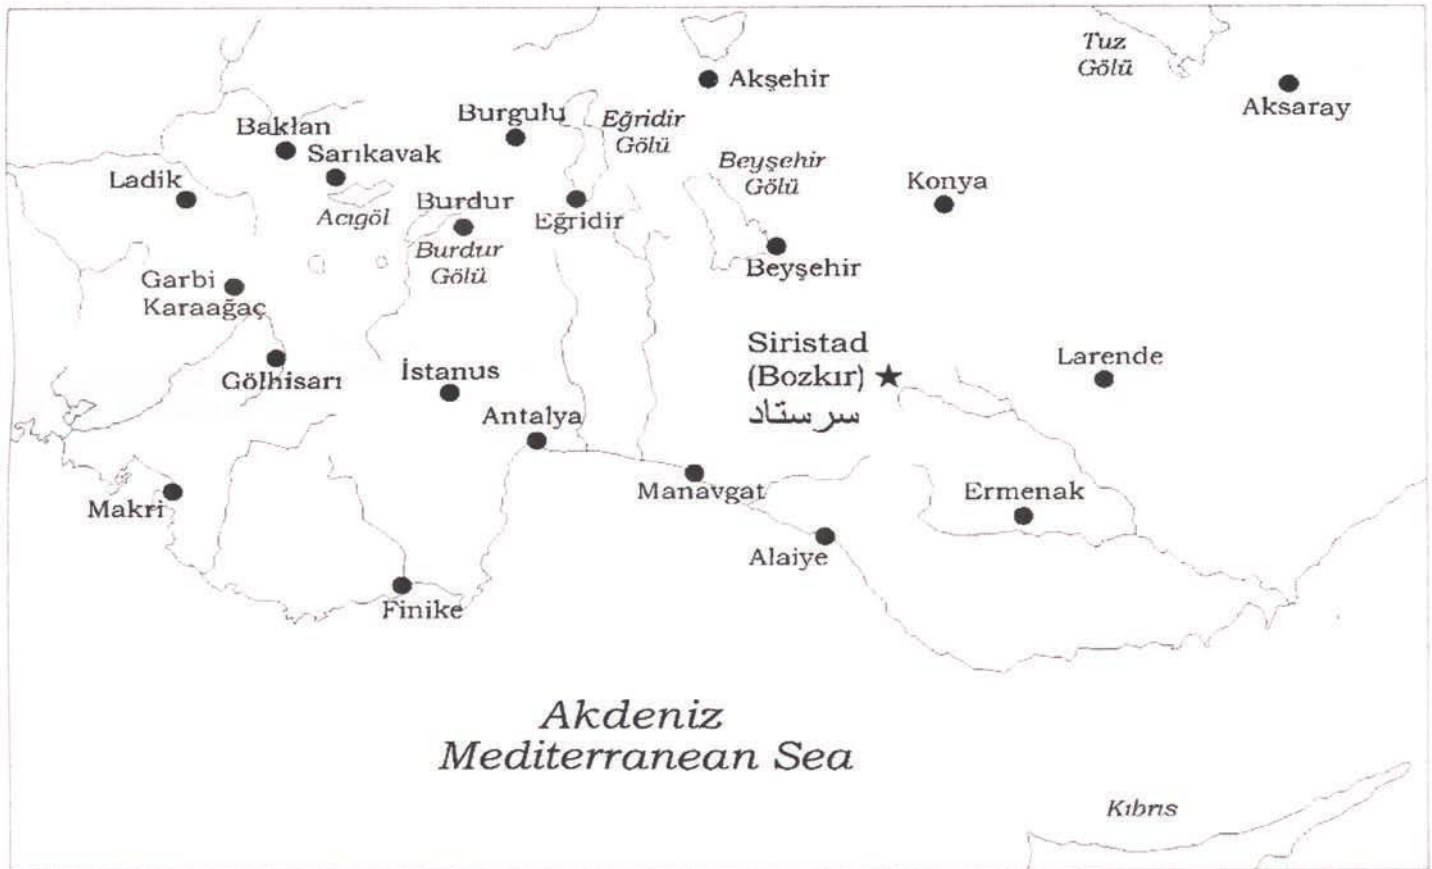 Tuz
Gölü
Akşehir
Aksaray
Burgulu
Eğridir
Gölü
Baklan
Sarıkavak
Beyşehir
Gölü
Ladik
Acıgöl
Burdur
Eğridir
Konya
Burdur
Gölü
Beyşehir
Garbi
Karaağaç
Siristad
(Bozkır)
سرستاد
Larende
Gölhisarı
İstanus
Antalya
Manavgat
Ermenak
Makri
Alaiye
Finike
Akdeniz
Mediterranean Sea
Kıbrıs